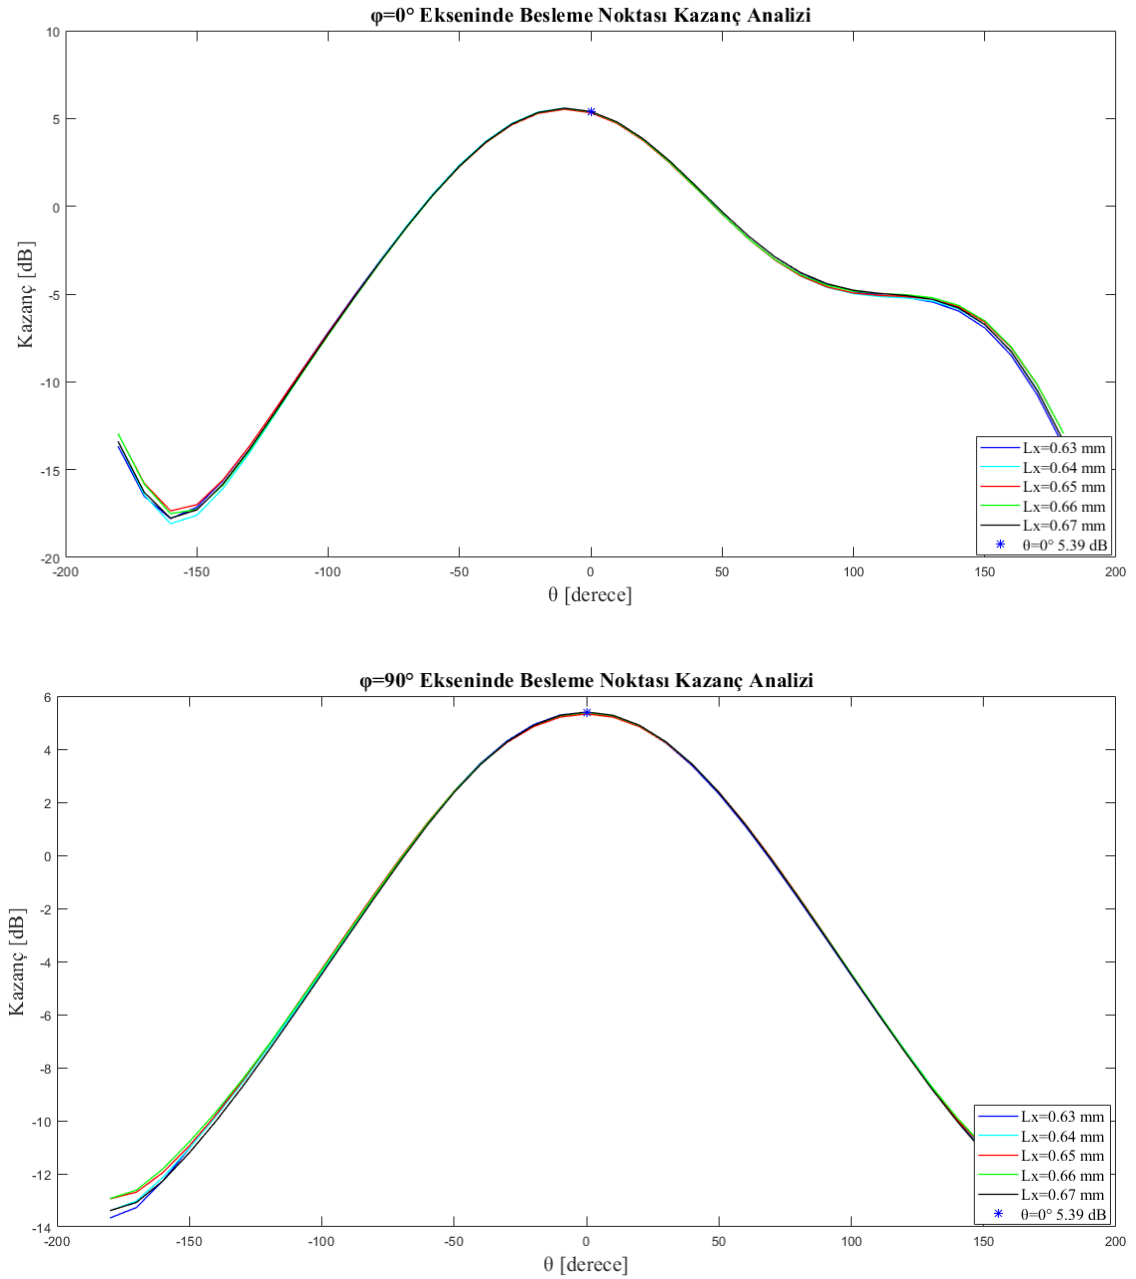 φ=0° Ekseninde Besleme Noktası Kazanç Analizi
10
5
0
-5
-10
-15
-20
Kazanç [dB]
-200
-150
-100
-50
0
50
100
150
200
θ [derece]
Lx=0.63 mm
Lx=0.64 mm
Lx=0.65 mm
Lx=0.66 mm
Lx=0.67 mm
θ=0° 5.39 dB
φ=90° Ekseninde Besleme Noktası Kazanç Analizi
6
4
2
0
-2
-4
-6
-8
-10
-12
-14
Kazanç [dB]
-200
-150
-100
-50
0
50
100
150
200
θ [derece]
Lx=0.63 mm
Lx=0.64 mm
Lx=0.65 mm
Lx=0.66 mm
Lx=0.67 mm
θ=0° 5.39 dB